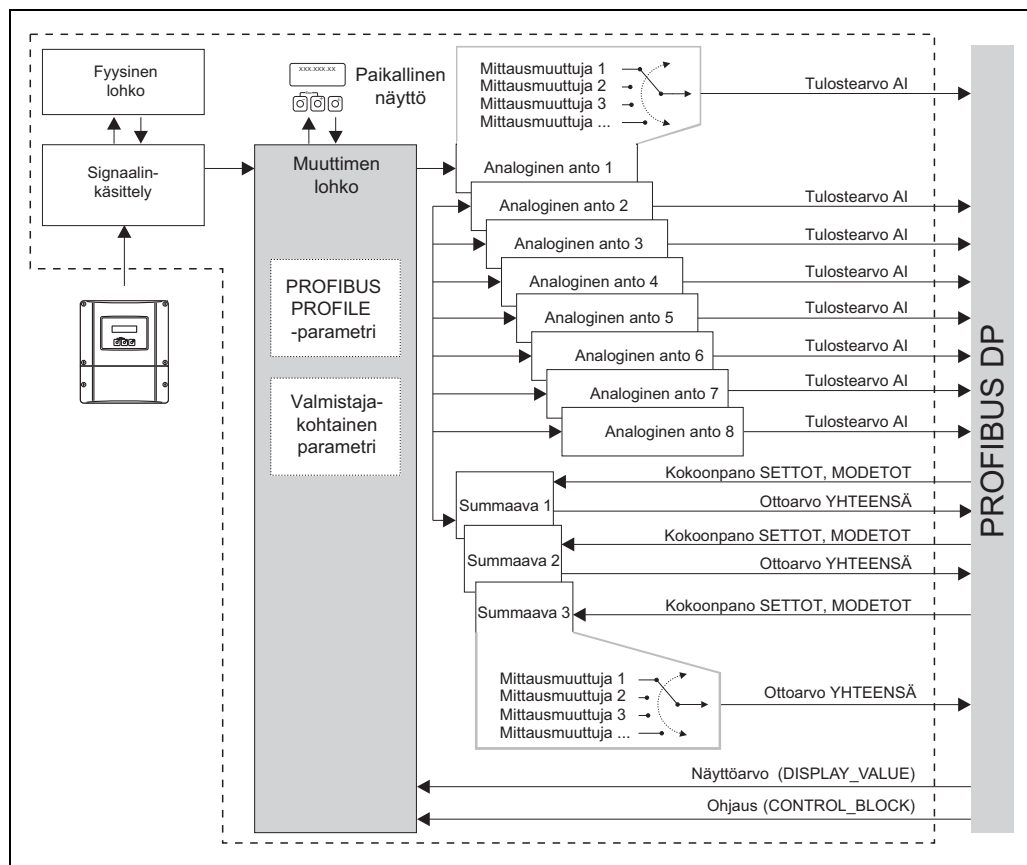 Fyysinen
lohko
Signaalin-
käsittely
xxx.xxx.xx
Paikallinen
näyttö
Muuttimen
lohko
PROFIBUS
PROFILE
-parametri
Valmistaja-
kohtainen
parametri
Mittausmuuttuja 1
Mittausmuuttuja 2
Mittausmuuttuja 3
Mittausmuuttuja ...
Analoginen anto 1
Analoginen anto 2
Analoginen anto 3
Analoginen anto 4
Analoginen anto 5
Analoginen anto 6
Analoginen anto 7
Analoginen anto 8
Tulostearvo AI
Tulostearvo AI
Tulostearvo AI
Tulostearvo AI
Tulostearvo AI
Tulostearvo AI
Tulostearvo AI
Tulostearvo AI
Summaava 1
Kokoonpano SETTOT, MODETOT
Ottoarvo YHTEENSÄ
Summaava 2
Kokoonpano SETTOT, MODETOT
Ottoarvo YHTEENSÄ
Summaava 3
Kokoonpano SETTOT, MODETOT
Mittausmuuttuja 1
Mittausmuuttuja 2
Mittausmuuttuja 3
Mittausmuuttuja ...
Ottoarvo YHTEENSÄ
Näyttöarvo (DISPLAY_VALUE)
Ohjaus (CONTROL_BLOCK)
PROFIBUS DP